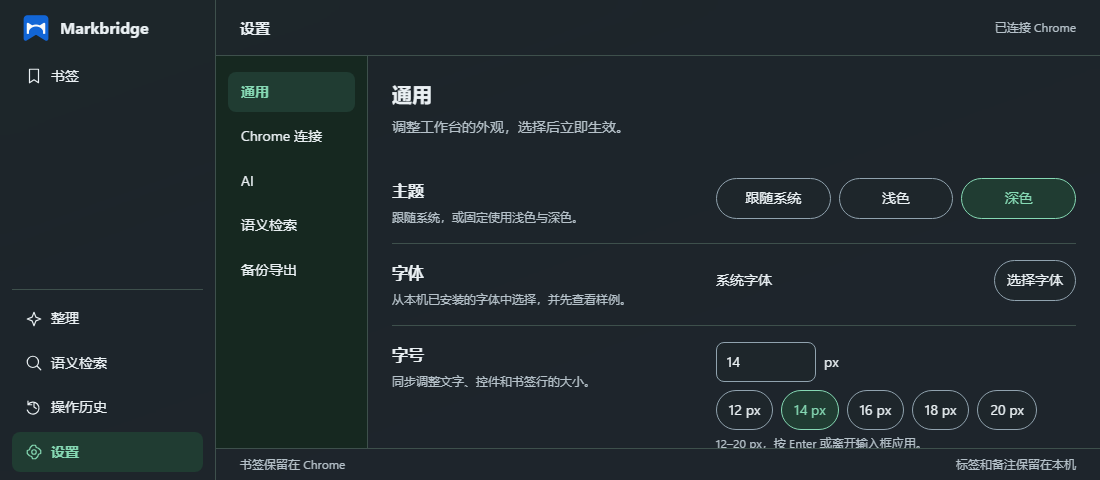 Markbridge
书签
整理
语义检索
操作历史
设置
设置
已连接 Chrome
通用
Chrome 连接
AI
语义检索
备份导出
通用
调整工作台的外观，选择后立即生效。
主题
跟随系统，或固定使用浅色与深色。
跟随系统
浅色
深色
字体
从本机已安装的字体中选择，并先查看样例。
系统字体
选择字体
字号
同步调整文字、控件和书签行的大小。
14 px
12 px
14 px
16 px
18 px
20 px
12–20 px，按 Enter 或离开输入框应用。
书签保留在 Chrome
标签和备注保留在本机